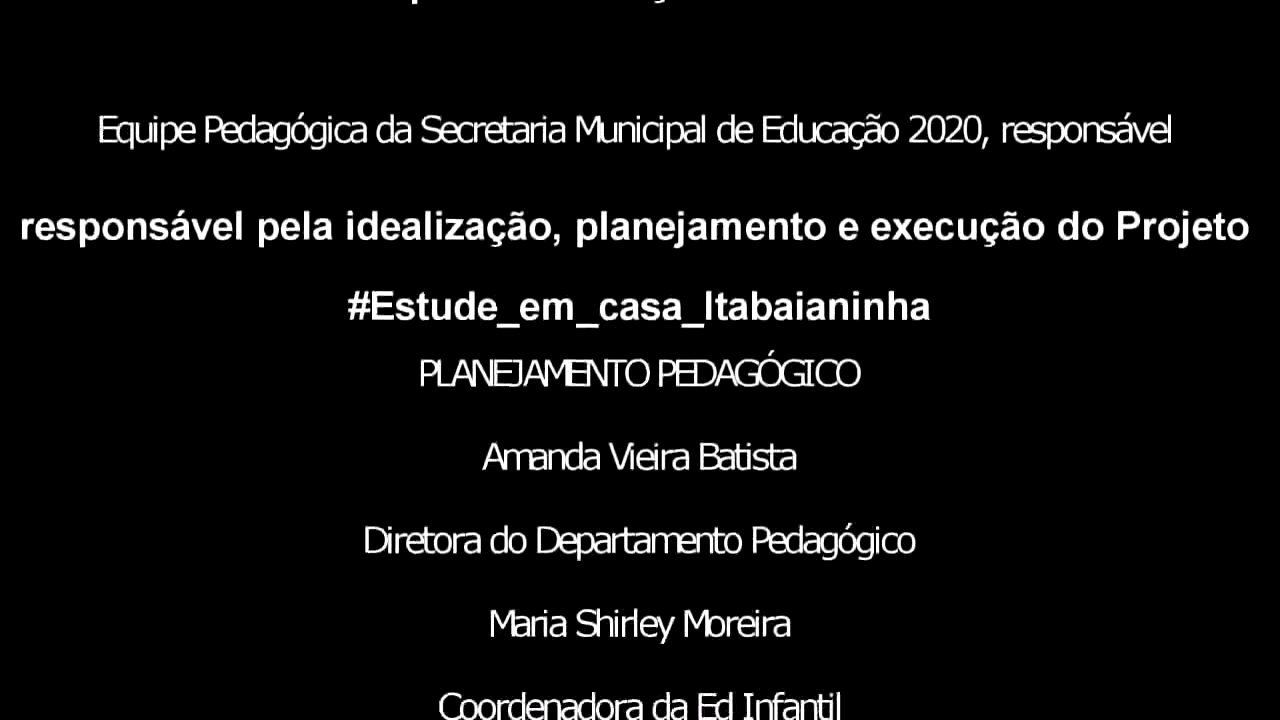 Equipe Pedagógica da Secretaria Municipal de Educação 2020, responsável
responsável pela idealização, planejamento e execução do Projeto
#Estude_em_casa_Itabaianinha
PLANEJAMENTO PEDAGÓGICO
Amanda Vieira Batista
Diretora do Departamento Pedagógico
Maria Shirley Moreira
Coordenadora da Ed Infantil